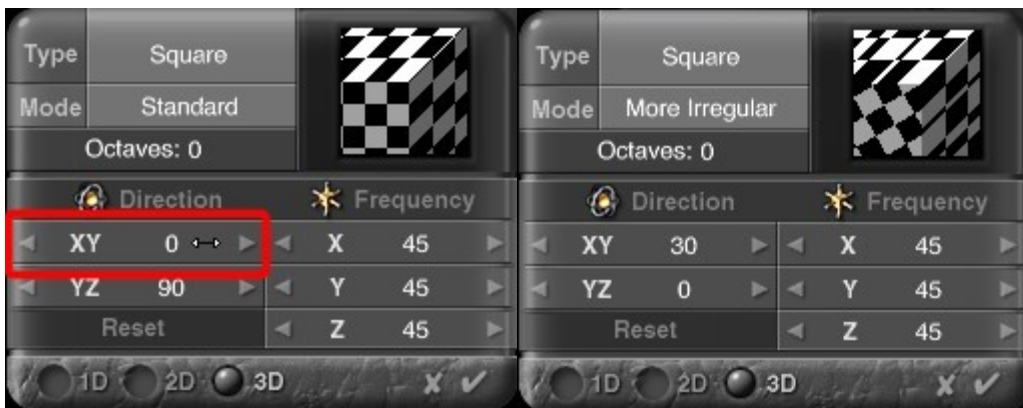 Type Square
Mode Standard
Octaves: 0
Direction Frequency
XY 0 X 45
YZ 90 Y 45
Reset Z 45
1D 2D 3D
Type Square
Mode More Irregular
Octaves: 0
Direction Frequency
XY 30 X 45
YZ 0 Y 45
Reset Z 45
1D 2D 3D